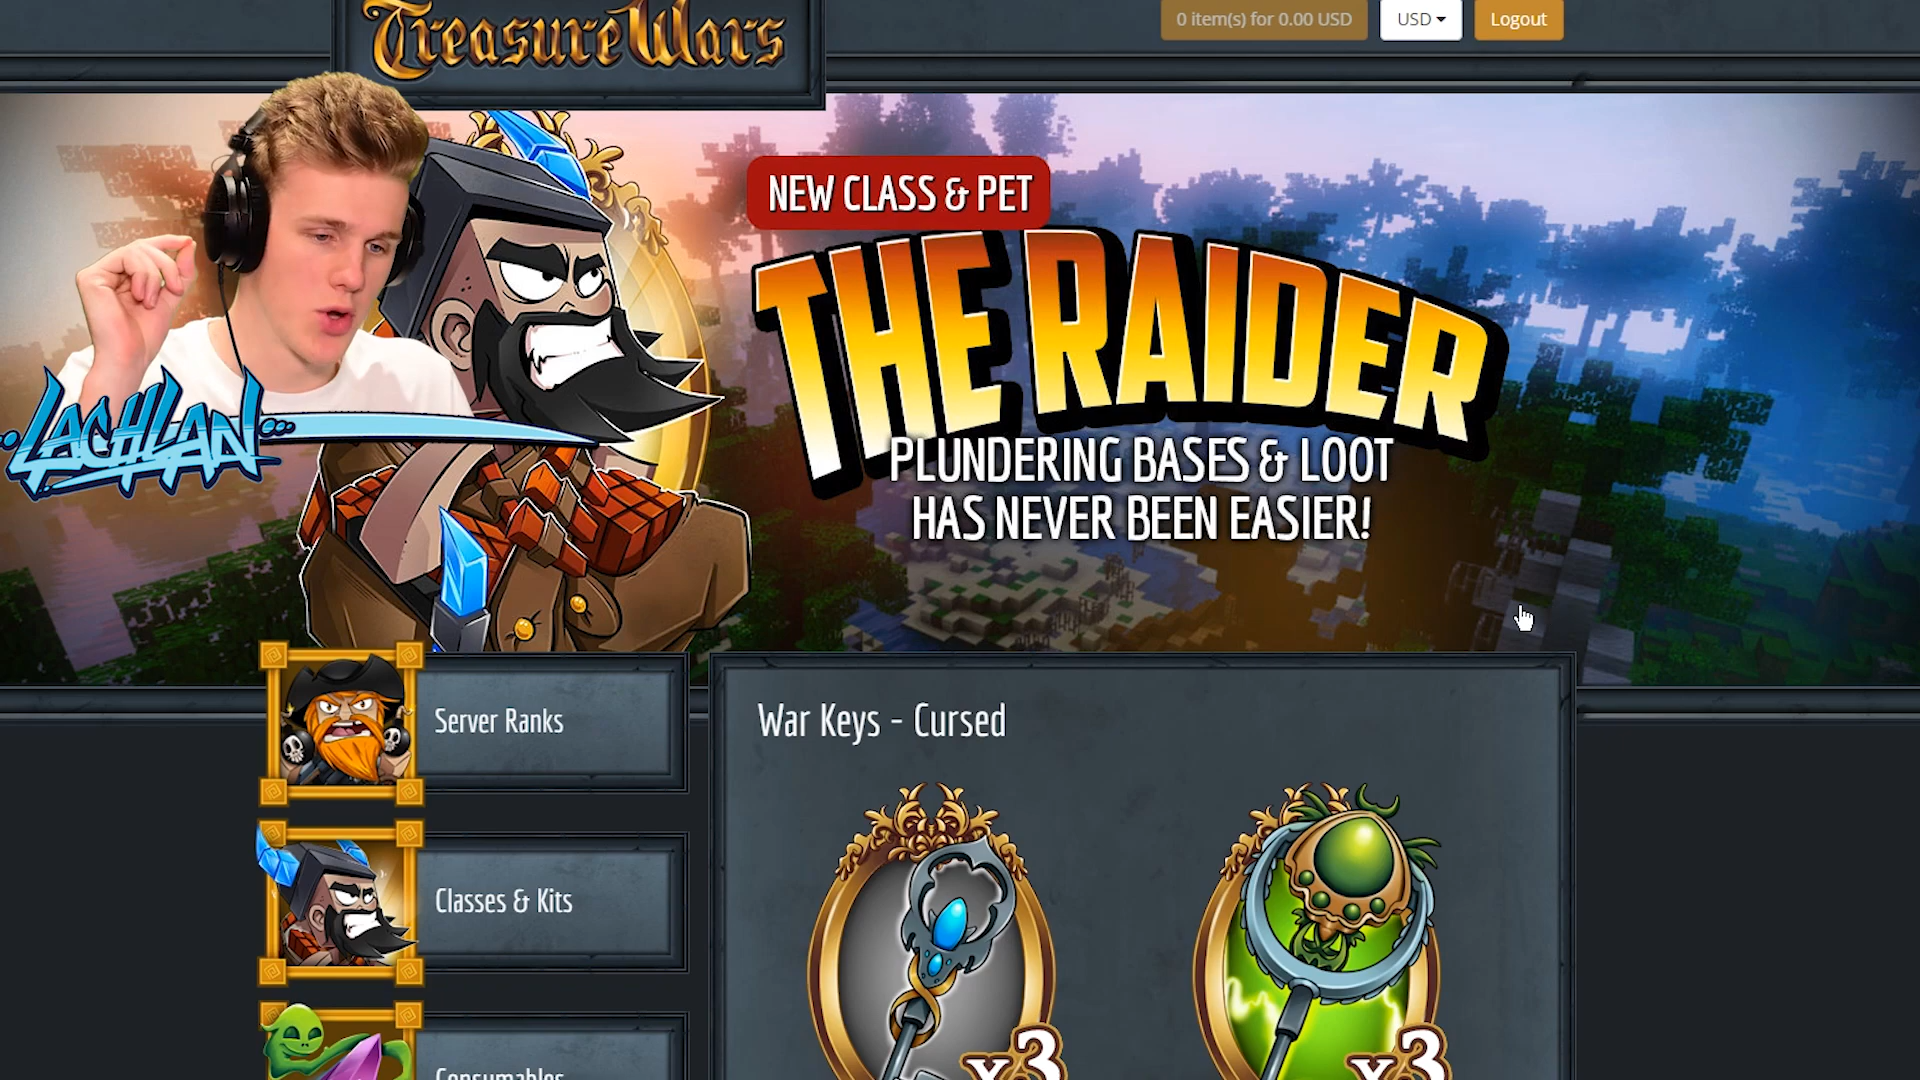 TreasureWars
0 item(s) for 0.00 USD
USD
Logout
NEW CLASS & PET
THE RAIDER
PLUNDERING BASES & LOOT
HAS NEVER BEEN EASIER!
LACHLAN
Server Ranks
War Keys - Cursed
Classes & Kits
x3
x3
Consumables